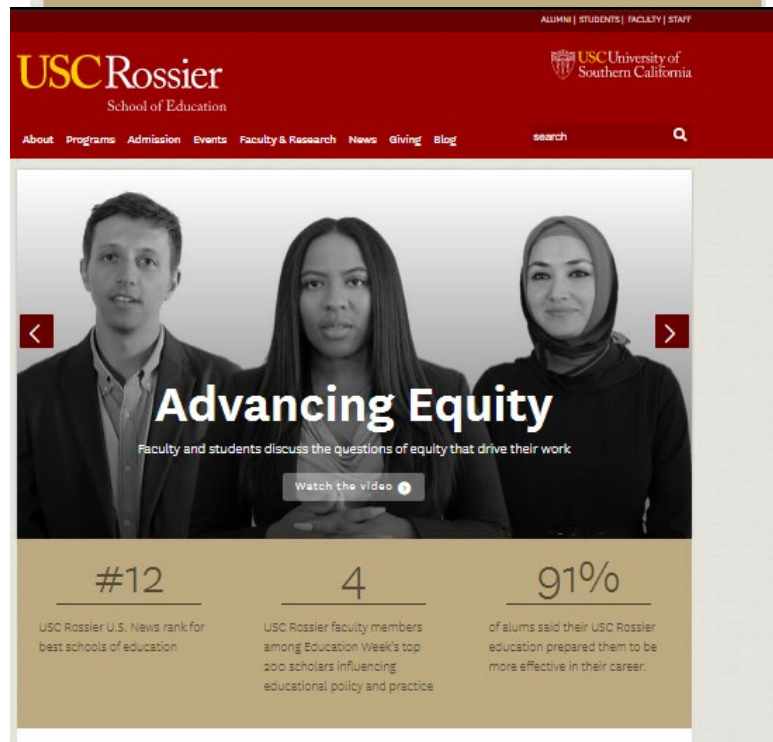 ALUMNI | STUDENTS | FACULTY | STAFF
USC Rossier
School of Education
USC University of
Southern California
About Programs Admission Events Faculty & Research News Giving Blog
search
Advancing Equity
Faculty and students discuss the questions of equity that drive their work
Watch the video
#12
USC Rossier U.S. News rank for
best schools of education
4
USC Rossier faculty members
among Education Week's top
200 scholars influencing
educational policy and practice
91%
of alums said their USC Rossier
education prepared them to be
more effective in their career.